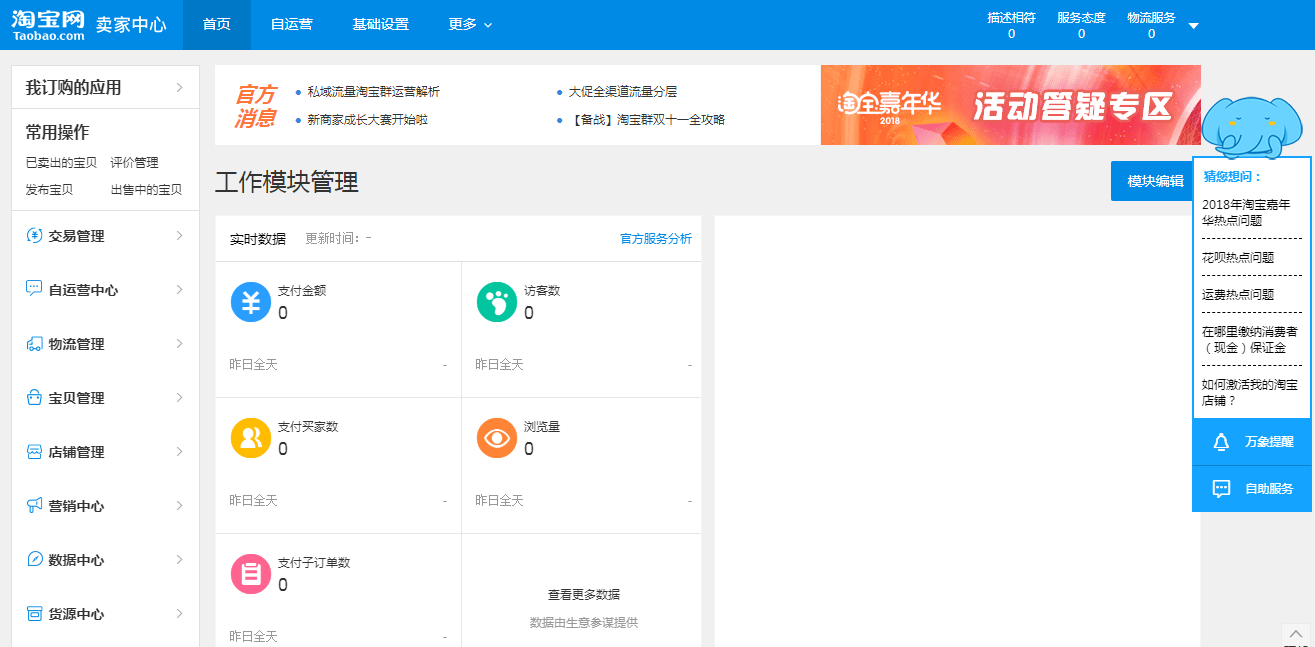 淘宝网
Taobao.com
卖家中心
首页
自运营
基础设置
更多
描述相符
0
服务态度
0
物流服务
0
我订购的应用
常用操作
已卖出的宝贝
评价管理
发布宝贝
出售中的宝贝
交易管理
自运营中心
物流管理
宝贝管理
店铺管理
营销中心
数据中心
货源中心
官方
消息
私域流量淘宝群运营解析
大促全渠道流量分层
新商家成长大赛开始啦
【备战】淘宝群双十一全攻略
淘宝嘉年华
2018
活动答疑专区
工作模块管理
模块编辑
实时数据
更新时间：-
官方服务分析
支付金额
0
昨日全天
-
访客数
0
昨日全天
-
支付买家数
0
昨日全天
-
浏览量
0
昨日全天
-
支付子订单数
0
昨日全天
-
查看更多数据
数据由生意参谋提供
猜您想问：
2018年淘宝嘉年
华热点问题
花呗热点问题
运费热点问题
在哪里缴纳消费者
（现金）保证金
如何激活我的淘宝
店铺？
万象提醒
自助服务